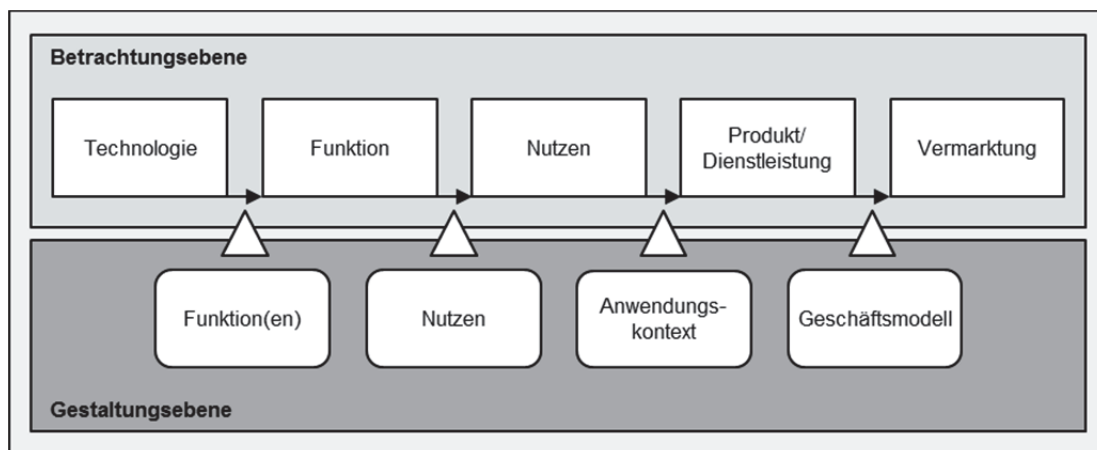 Betrachtungsebene
Technologie
Funktion
Nutzen
Produkt/
Dienstleistung
Vermarktung
Funktion(en)
Nutzen
Anwendungs-
kontext
Geschäftsmodell
Gestaltungsebene